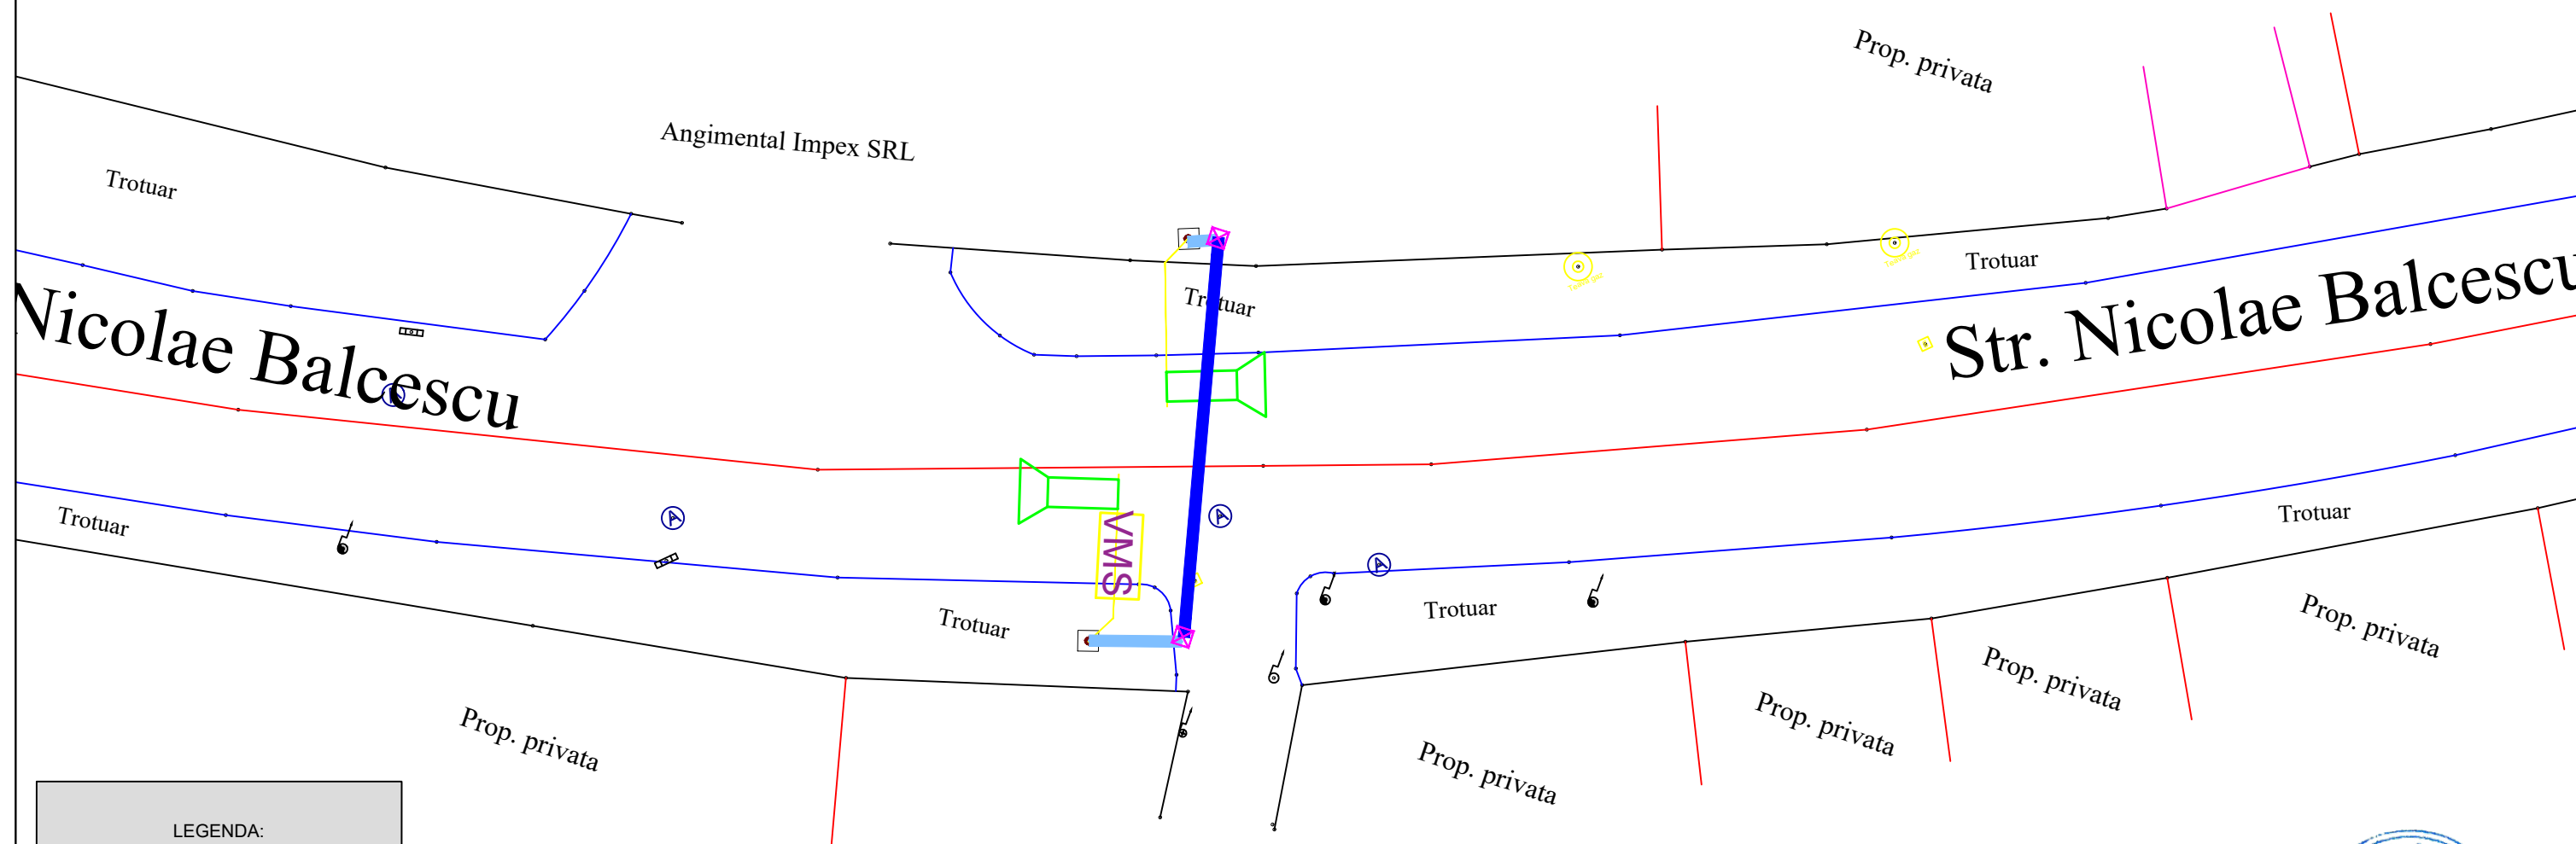 Prop. privata
Angimental Impex SRL
Trotuar
Trotuar
Trotuar
Nicolae Balcescu
Str. Nicolae Balcescu
Trotuar
Trotuar
VMS
Trotuar
Trotuar
Prop. privata
Prop. privata
Prop. privata
Prop. privata
Prop. privata
LEGENDA: